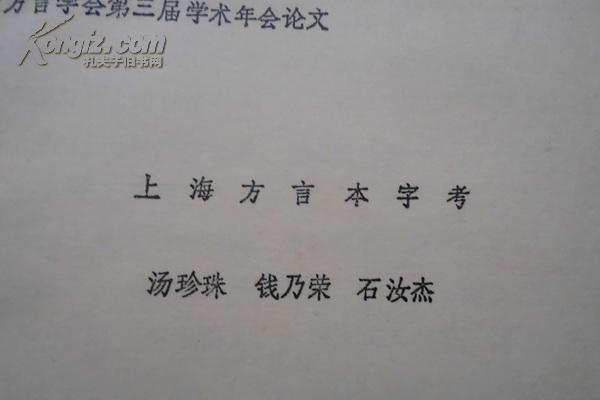 方言学会第三届学术年会论文
Kongfz.com
孔夫子旧书网
上海方言本字考
汤珍珠 钱乃荣 石汝杰